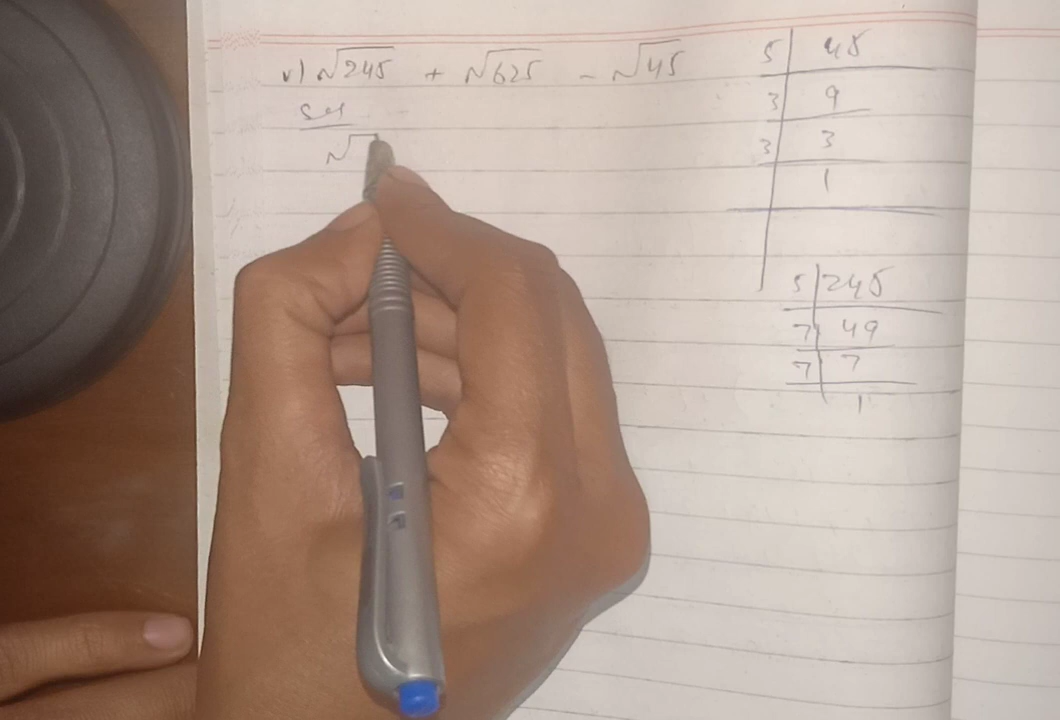 v) √245 + √625 - √45
Sol
√
5 | 45
3 | 9
3 | 3
1
5 | 245
7 | 49
7 | 7
1